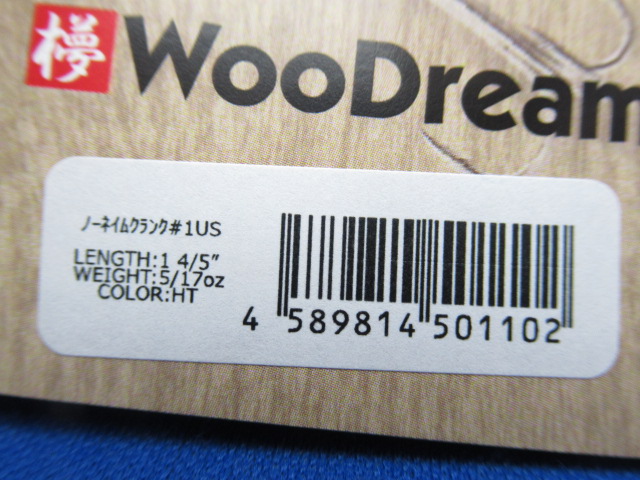 櫻 WooDream
ﾉｰﾈｲﾑｸﾗﾝｸ#1US
LENGTH:1 4/5”
WEIGHT:5/17oz
COLOR:HT
4 589814 501102